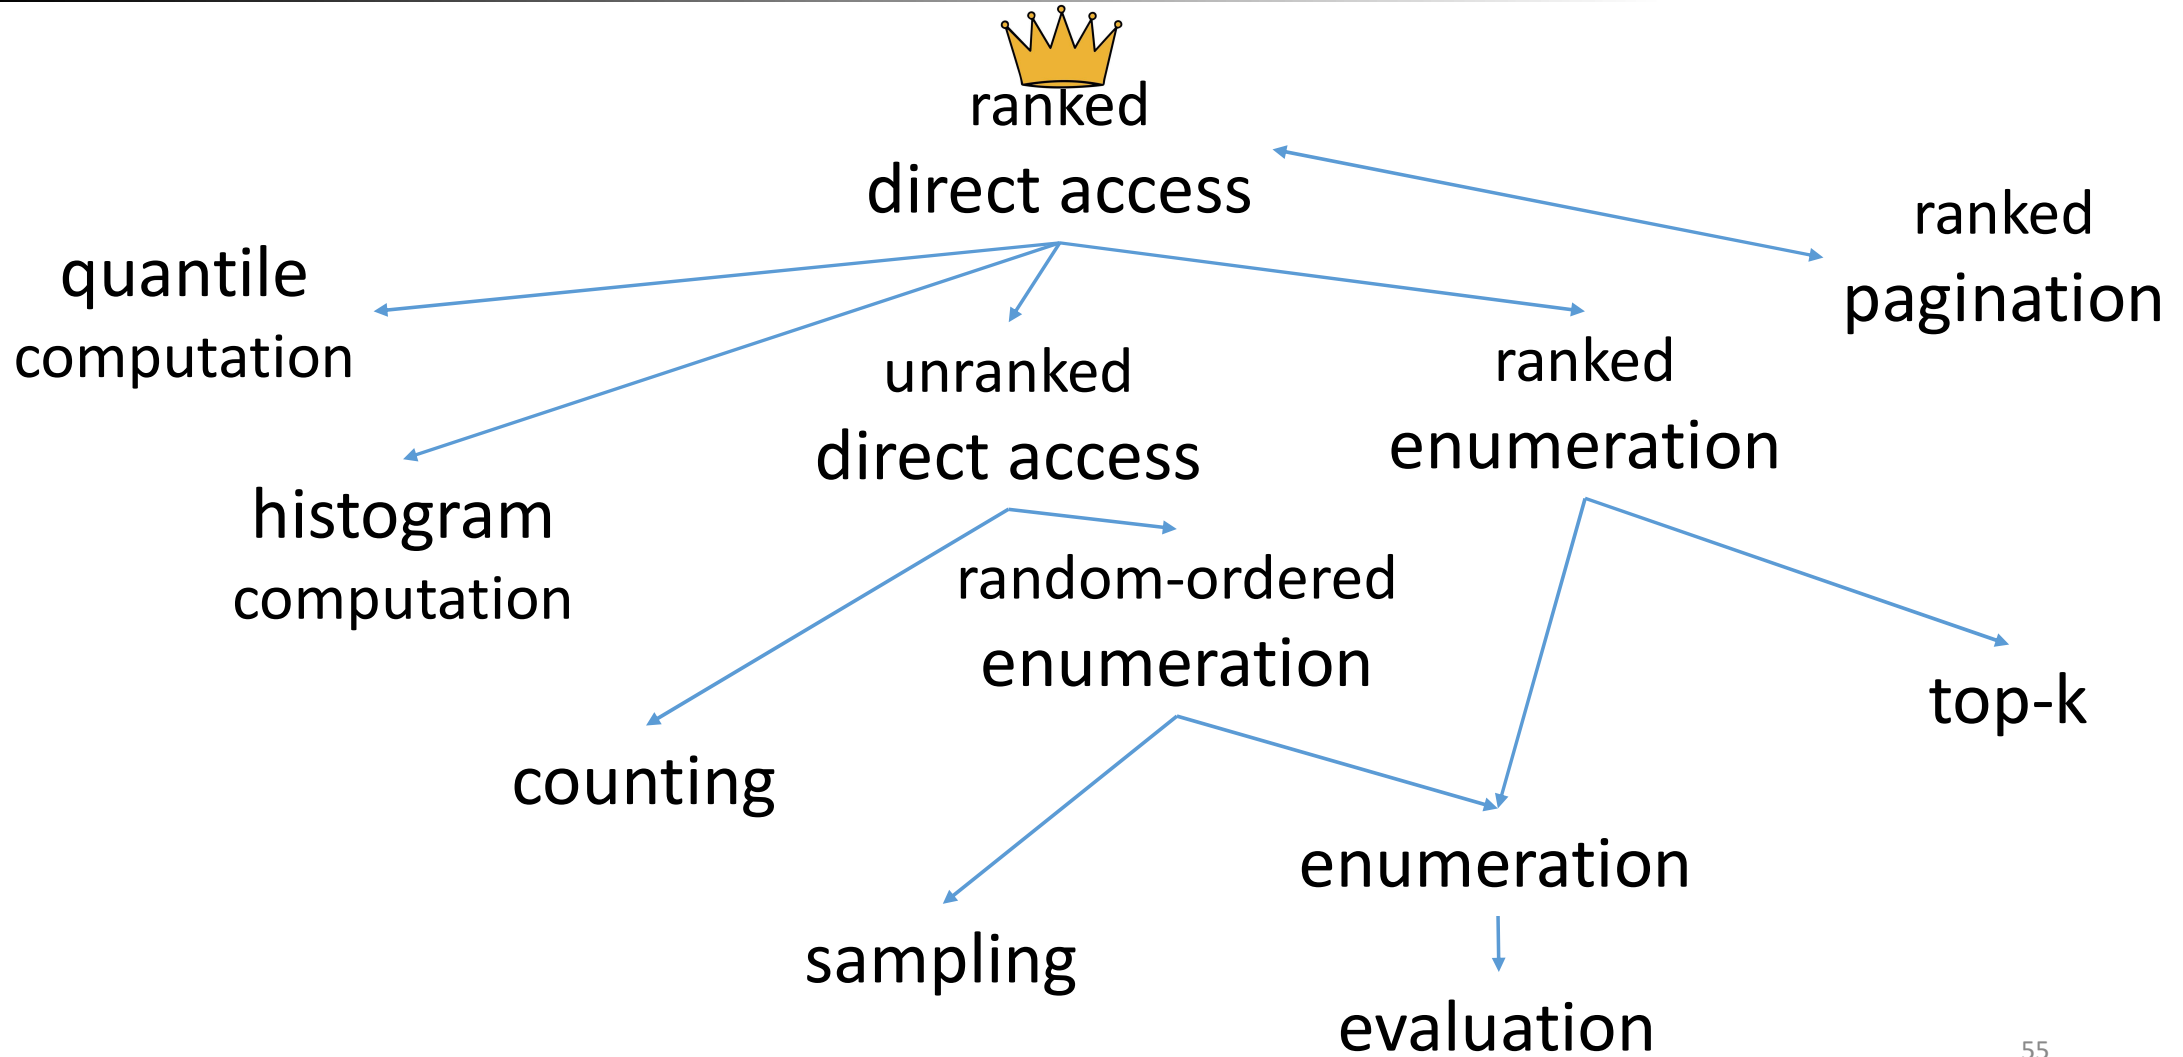 ranked
direct access
ranked
pagination
quantile
computation
unranked
direct access
ranked
enumeration
histogram
computation
random-ordered
enumeration
top-k
counting
enumeration
sampling
evaluation
55